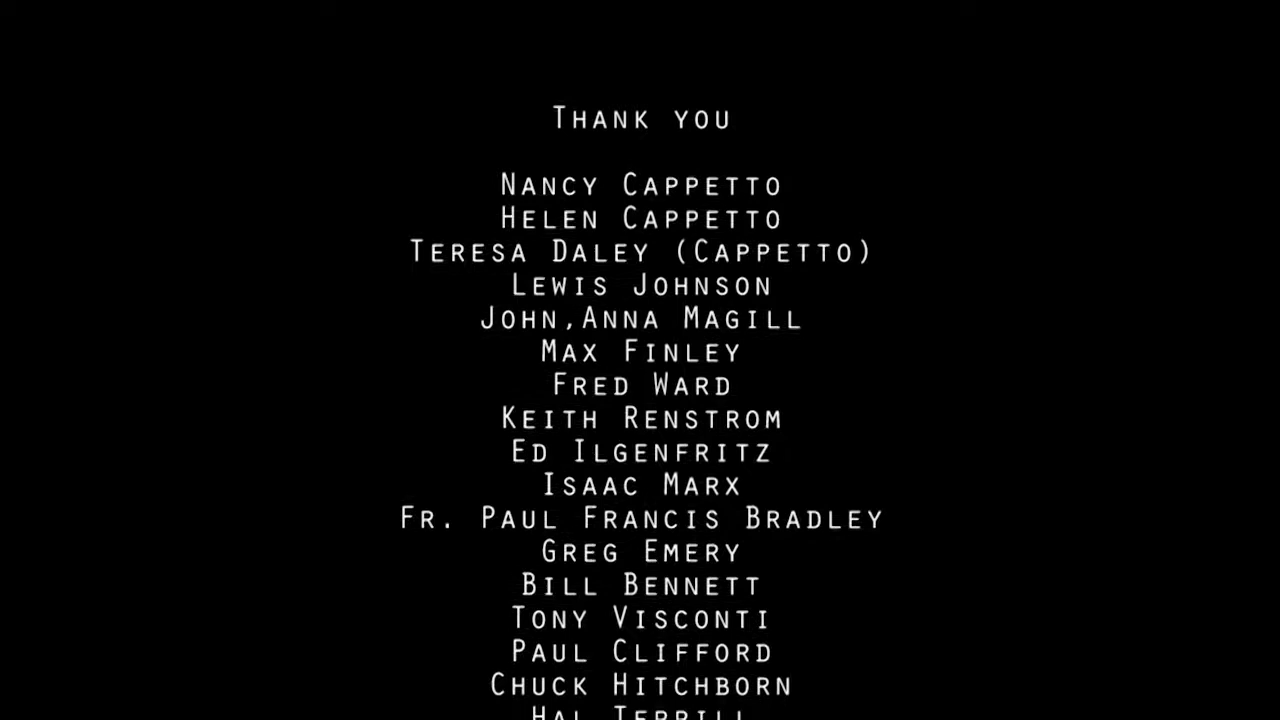 Thank you
Nancy Cappetto
Helen Cappetto
Teresa Daley (Cappetto)
Lewis Johnson
John,Anna Magill
Max Finley
Fred Ward
Keith Renstrom
Ed Ilgenfritz
Isaac Marx
Fr. Paul Francis Bradley
Greg Emery
Bill Bennett
Tony Visconti
Paul Clifford
Chuck Hitchborn
Hal Terrill